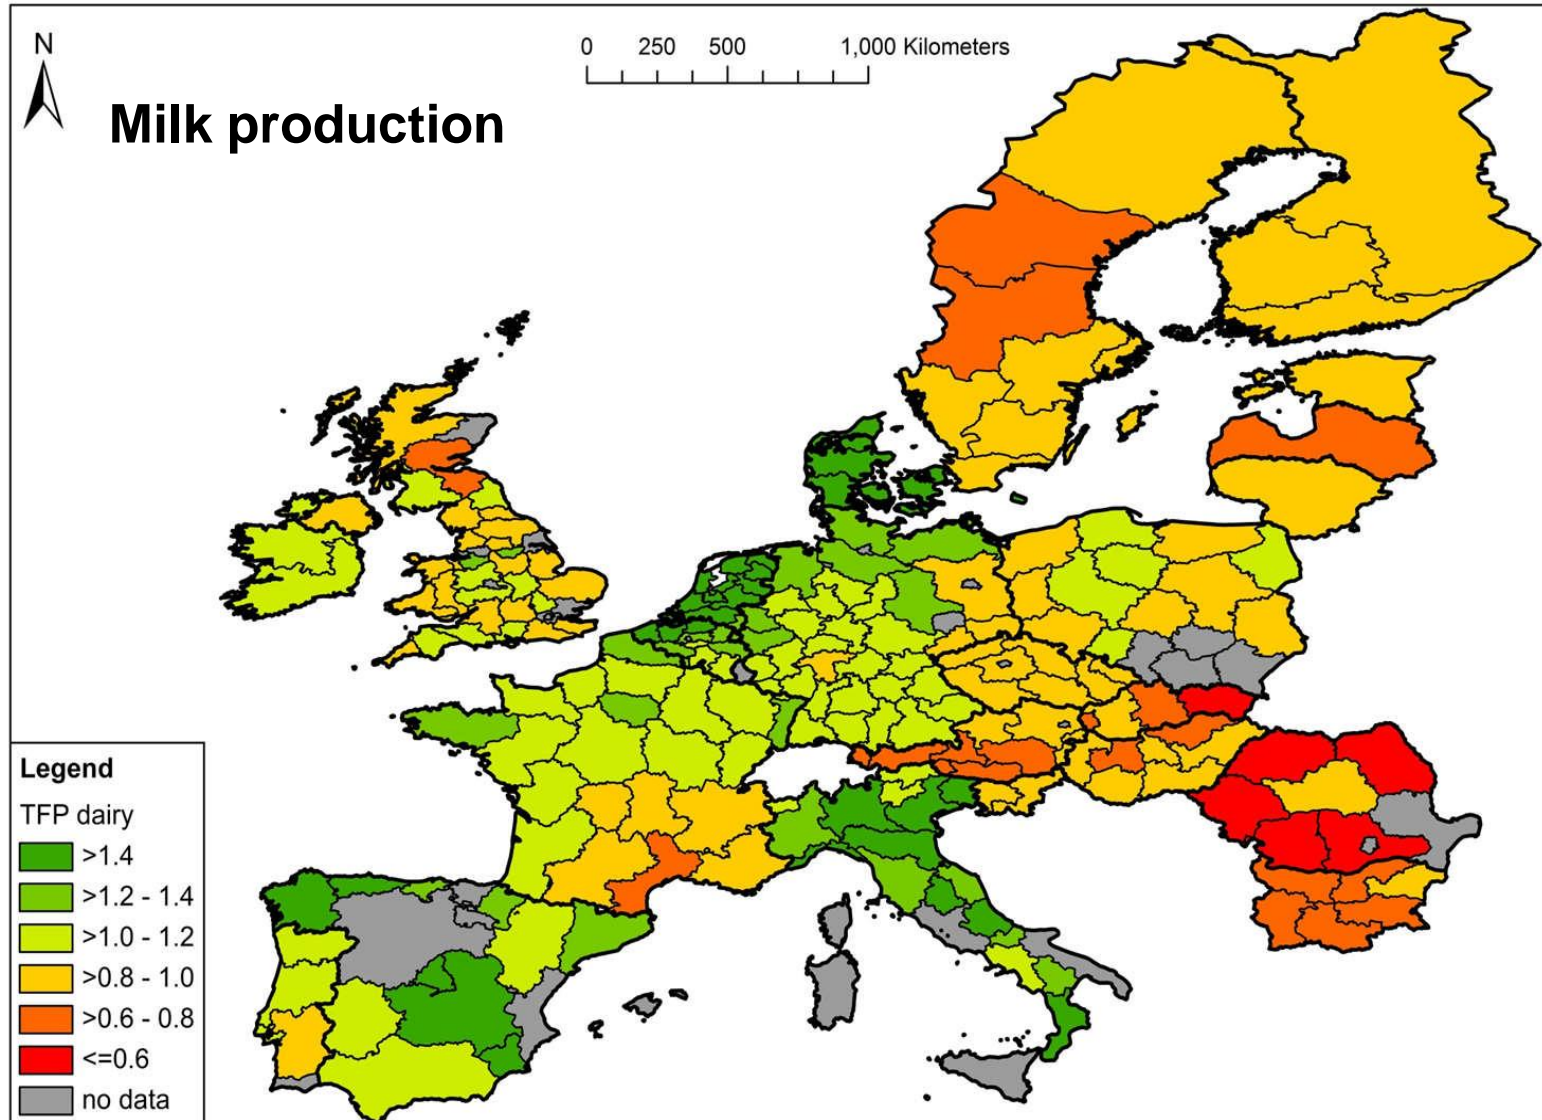 N
0 250 500 1,000 Kilometers
Milk production
Legend
TFP dairy
>1.4
>1.2 - 1.4
>1.0 - 1.2
>0.8 - 1.0
>0.6 - 0.8
<=0.6
no data